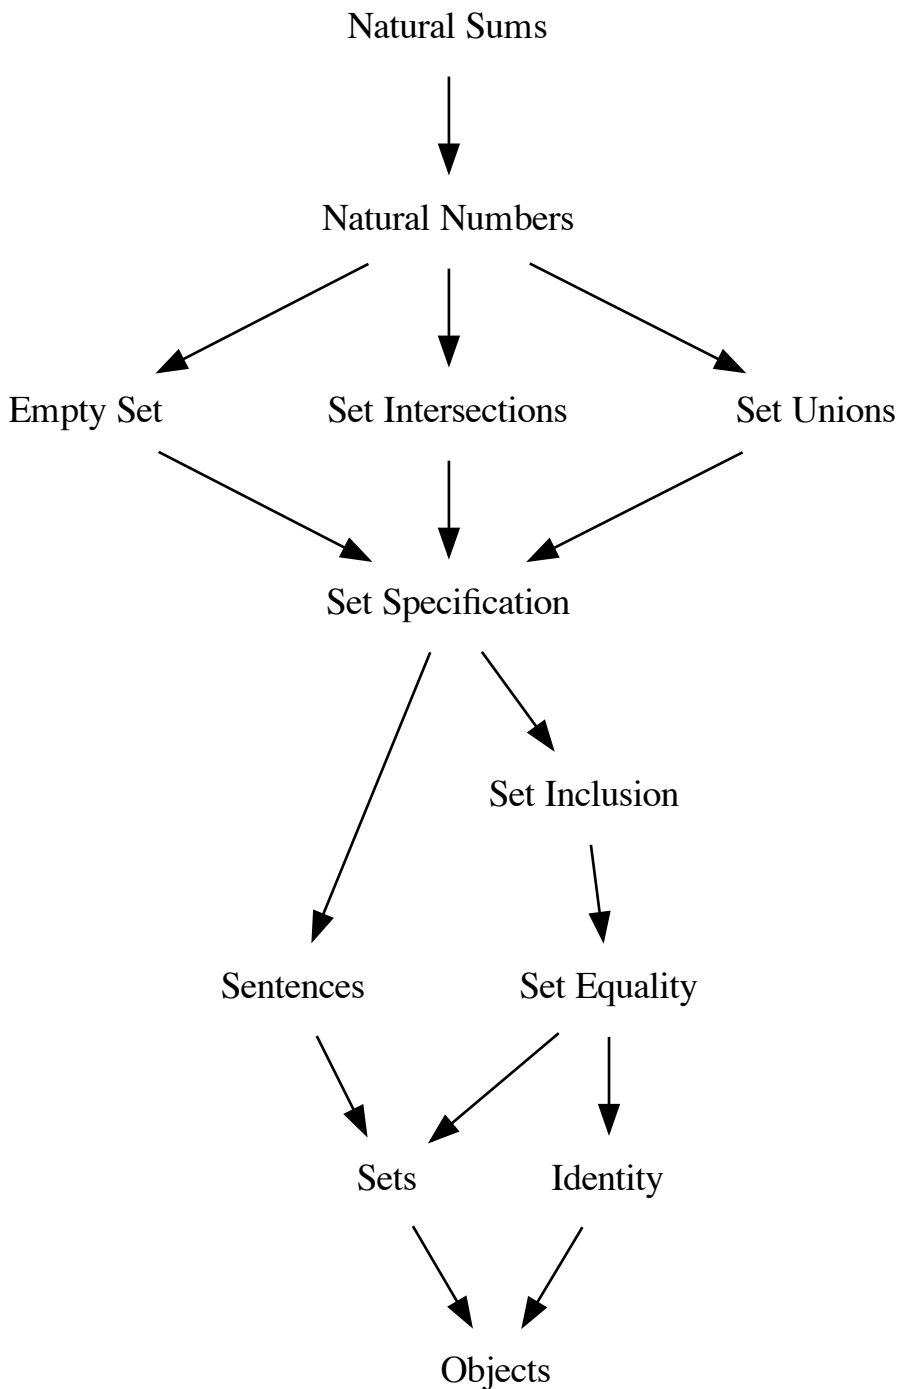 Natural Sums
Natural Numbers
Empty Set
Set Intersections
Set Unions
Set Specification
Set Inclusion
Sentences
Set Equality
Sets
Identity
Objects